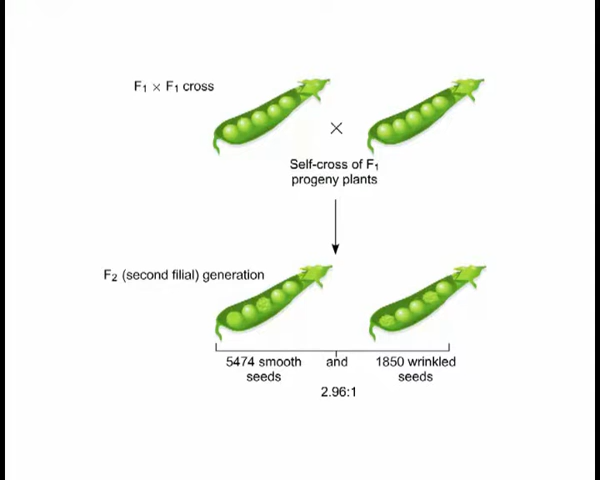 F₁ × F₁ cross
×
Self-cross of F₁
progeny plants
F₂ (second filial) generation
5474 smooth and 1850 wrinkled
seeds seeds
2.96:1